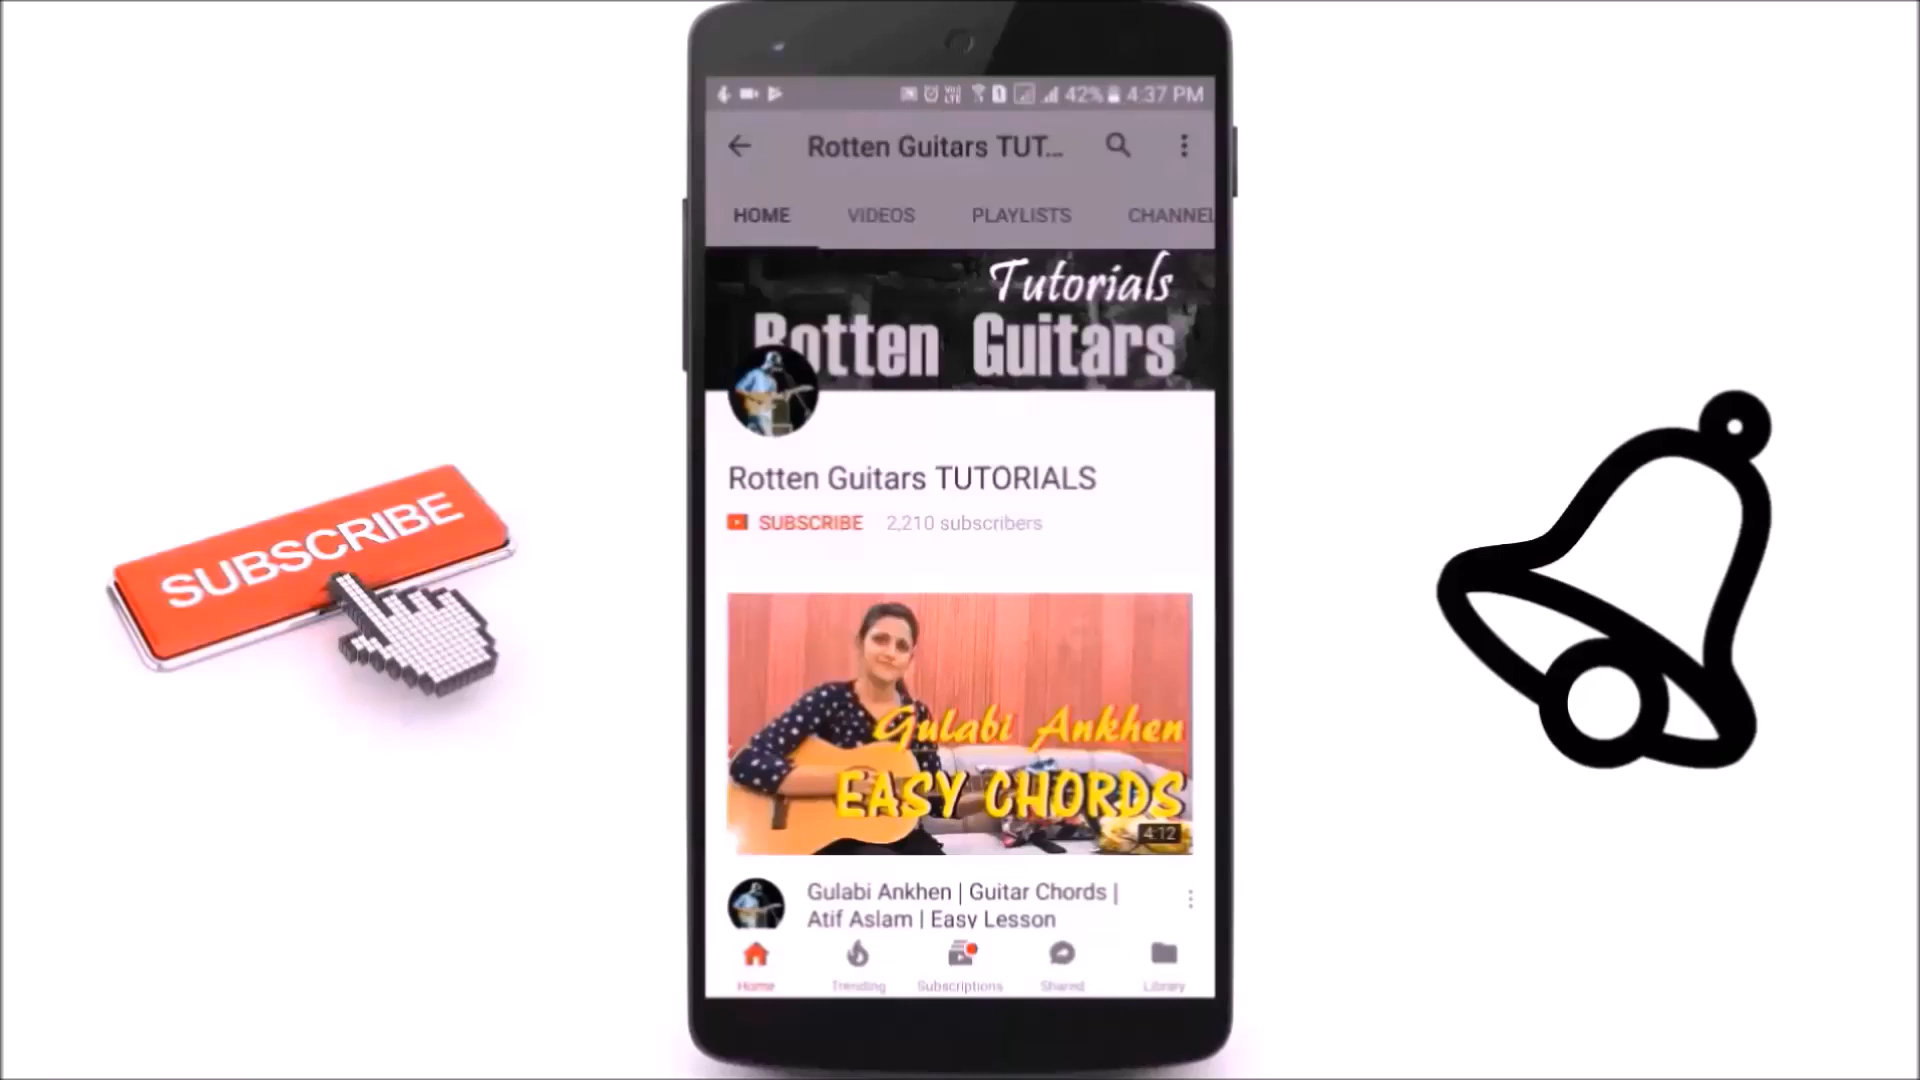 42% 4:37 PM
Rotten Guitars TUT...
HOME VIDEOS PLAYLISTS CHANNEL
Tutorials
Rotten Guitars
Rotten Guitars TUTORIALS
SUBSCRIBE 2,210 subscribers
SUBSCRIBE
Gulabi Ankhen
EASY CHORDS
4:12
Gulabi Ankhen | Guitar Chords |
Atif Aslam | Easy Lesson
Home Trending Subscriptions Shared Library